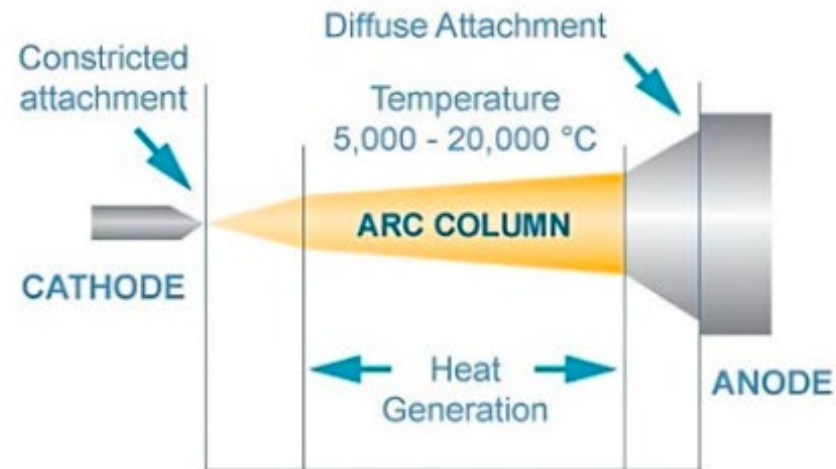 Diffuse Attachment
Constricted
attachment
Temperature
5,000 - 20,000 °C
ARC COLUMN
CATHODE
Heat
Generation
ANODE